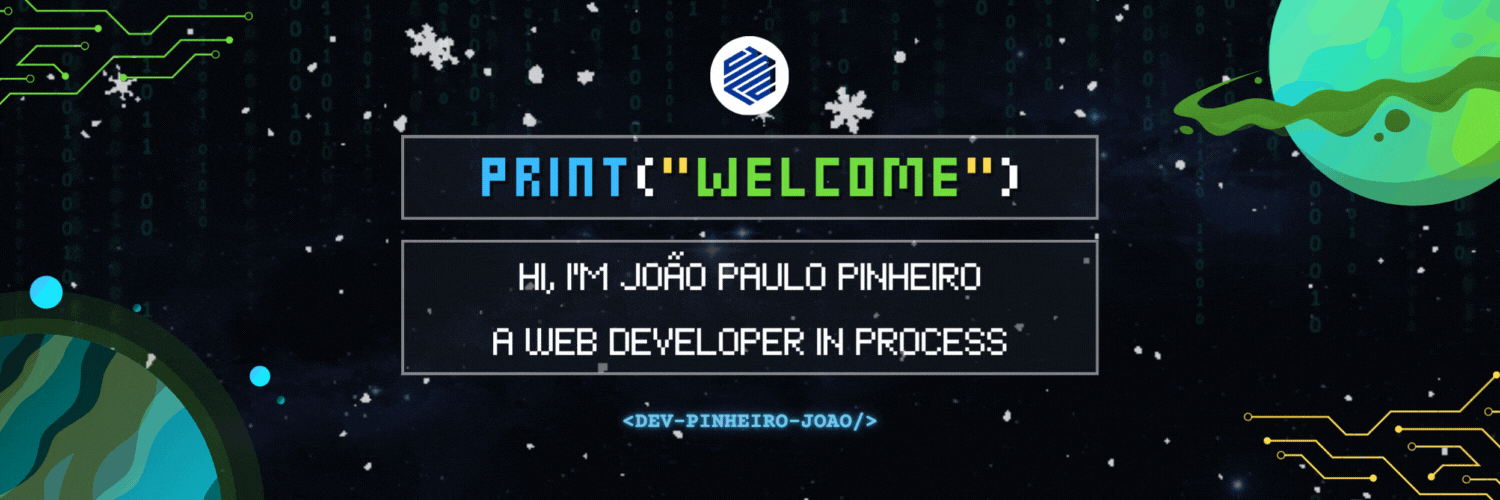 PRINT("WELCOME")
HI, I'M JOÃO PAULO PINHEIRO
A WEB DEVELOPER IN PROCESS
<DEV-PINHEIRO-JOAO/>